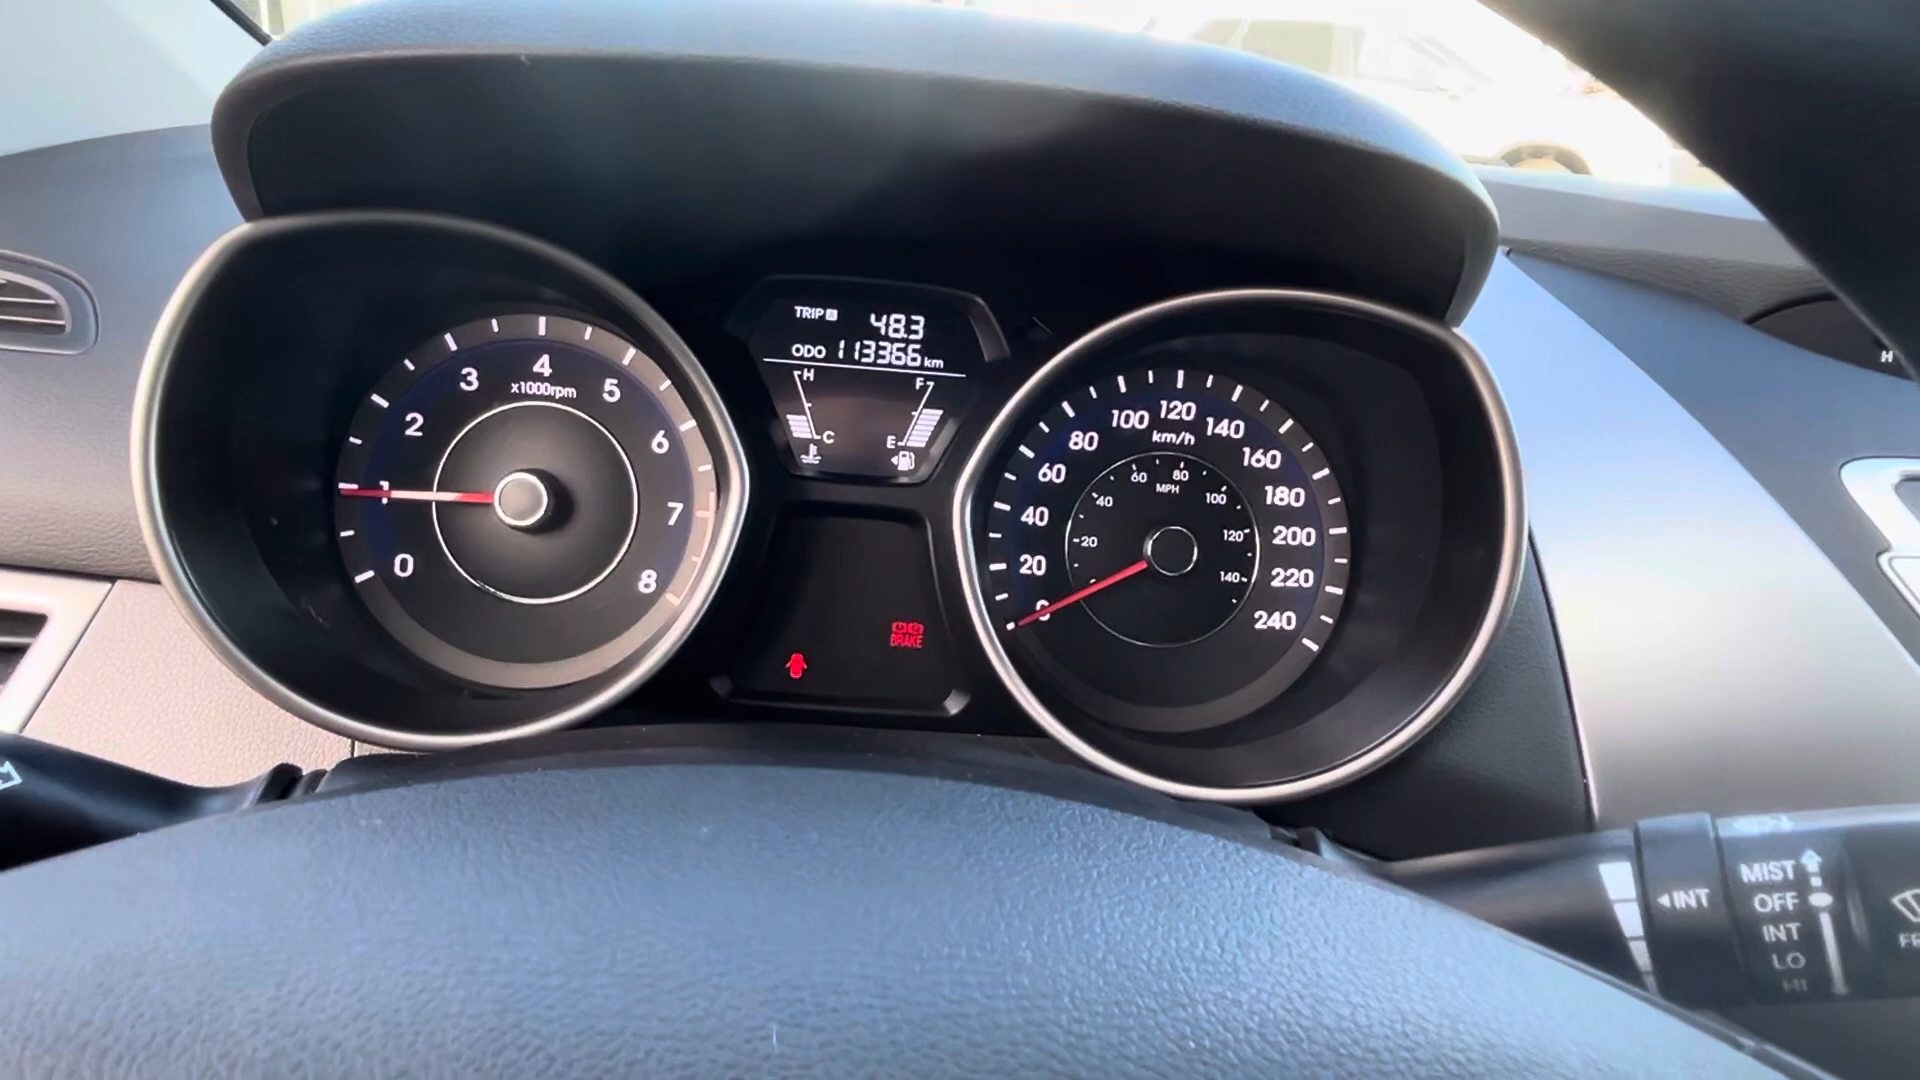 TRIP A 48.3
ODO 113366 km
H
C
F
E
0
1
2
3
4
5
6
7
8
x1000rpm
BRAKE
0
20
40
60
80
100
120
140
160
180
200
220
240
km/h
20
40
60
80
100
120
140
MPH
H
INT
MIST
OFF
INT
LO
HI